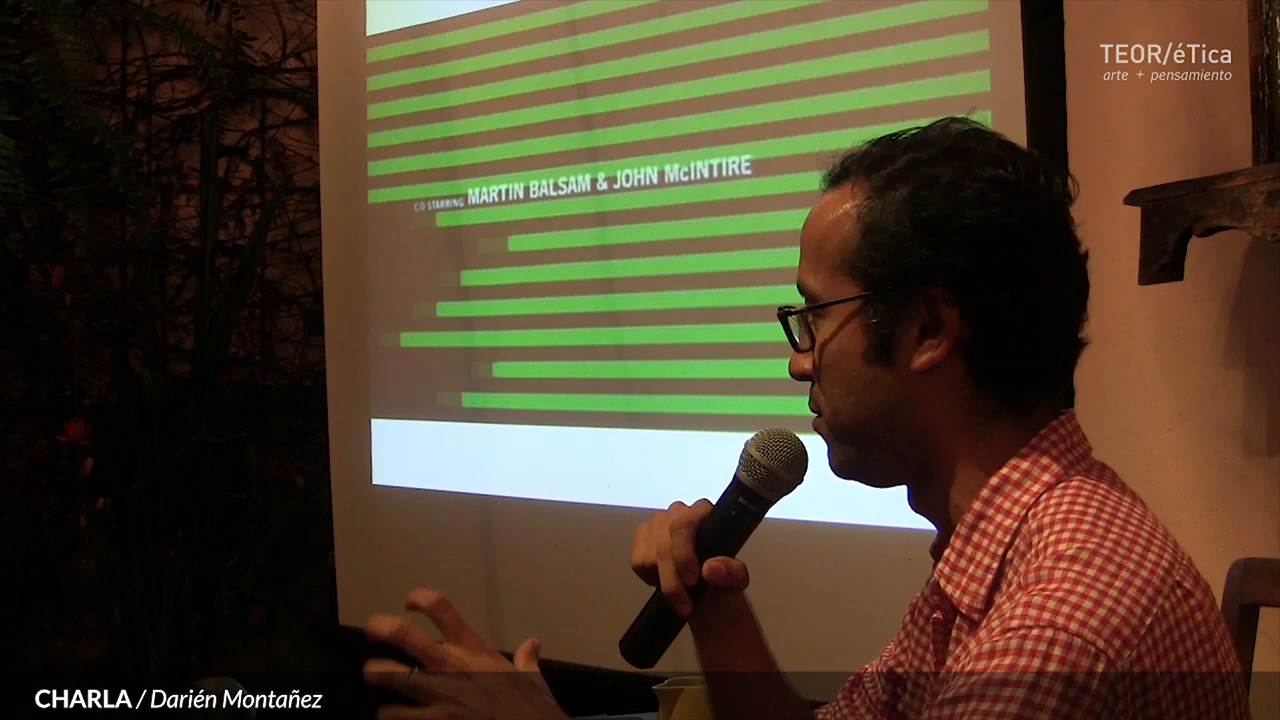 TEOR/éTica
arte + pensamiento
CO STARRING MARTIN BALSAM & JOHN McINTIRE
CHARLA / Darién Montañez